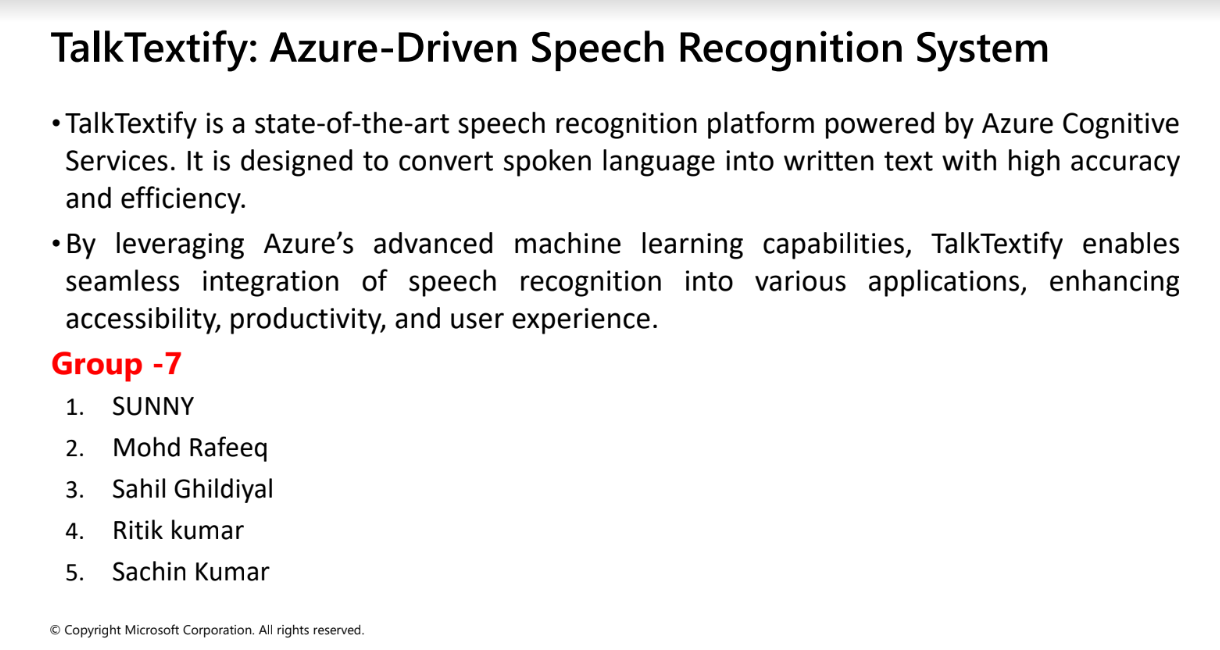 TalkTextify: Azure-Driven Speech Recognition System
•TalkTextify is a state-of-the-art speech recognition platform powered by Azure Cognitive
Services. It is designed to convert spoken language into written text with high accuracy
and efficiency.
•By leveraging Azure’s advanced machine learning capabilities, TalkTextify enables
seamless integration of speech recognition into various applications, enhancing
accessibility, productivity, and user experience.
Group -7
1. SUNNY
2. Mohd Rafeeq
3. Sahil Ghildiyal
4. Ritik kumar
5. Sachin Kumar
© Copyright Microsoft Corporation. All rights reserved.